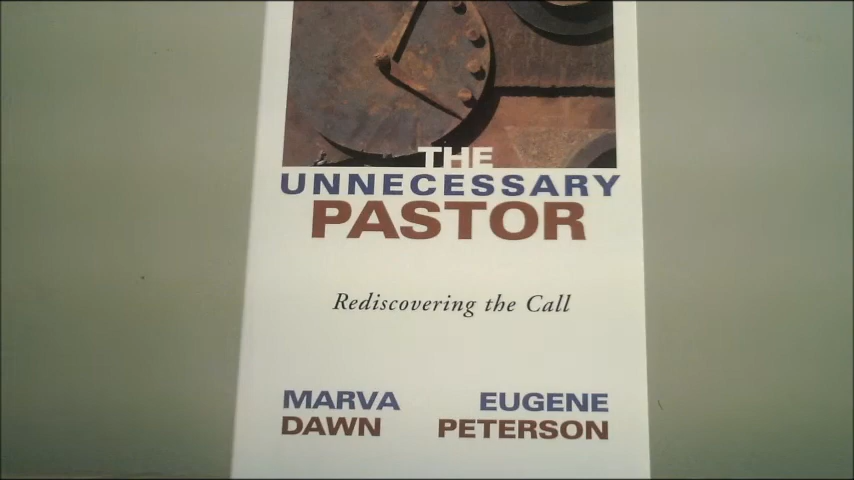 THE
UNNECESSARY
PASTOR
Rediscovering the Call
MARVA EUGENE
DAWN PETERSON